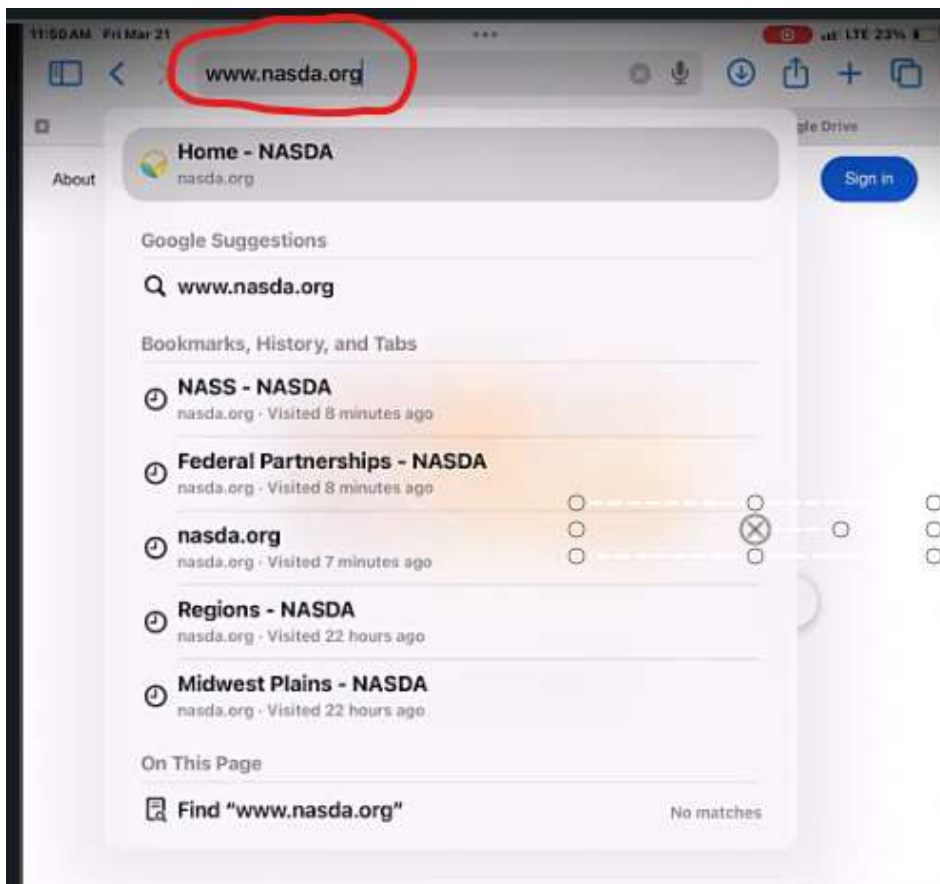 11:50 AM Fri Mar 21
LTE 23%
www.nasda.org
gle Drive
About
Home - NASDA
nasda.org
Sign in
Google Suggestions
www.nasda.org
Bookmarks, History, and Tabs
NASS - NASDA
nasda.org · Visited 8 minutes ago
Federal Partnerships - NASDA
nasda.org · Visited 8 minutes ago
nasda.org
nasda.org · Visited 7 minutes ago
Regions - NASDA
nasda.org · Visited 22 hours ago
Midwest Plains - NASDA
nasda.org · Visited 22 hours ago
On This Page
Find “www.nasda.org”
No matches